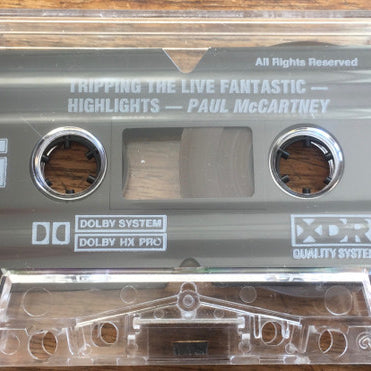 All Rights Reserved
TRIPPING THE LIVE FANTASTIC —
HIGHLIGHTS — PAUL McCARTNEY
DOLBY SYSTEM
DOLBY HX PRO
XDR
QUALITY SYSTEM